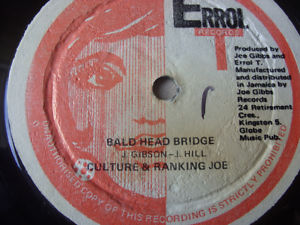 ERROL
RECORDS
T
Produced by
Joe Gibbs and
Errol T.
Manufactured and
distributed in
Jamaica by
Joe Gibbs
Records
24 Retirement
Cres.,
Kingston 5.
Globe
Music Pub.
BALD HEAD BRIDGE
J. GIBSON-J. HILL
CULTURE & RANKING JOE
UNAUTHORISED COPY OF THIS RECORDING IS STRICTLY PROHIBITED